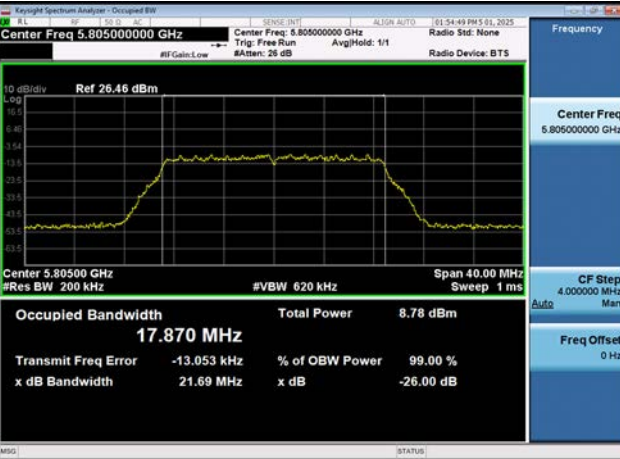 Keysight Spectrum Analyzer - Occupied BW
RL RF 50 Ω AC SENSE:INT ALIGN AUTO 01:54:49 PM 5 01, 2025
Center Freq 5.805000000 GHz
Center Freq: 5.805000000 GHz Radio Std: None
Trig: Free Run Avg|Hold: 1/1
#IFGain:Low #Atten: 26 dB Radio Device: BTS
10 dB/div Ref 26.46 dBm
Log
16.5
6.46
-3.54
-13.5
-23.5
-33.5
-43.5
-53.5
-63.5
Center 5.80500 GHz Span 40.00 MHz
#Res BW 200 kHz #VBW 620 kHz Sweep 1 ms
Occupied Bandwidth Total Power 8.78 dBm
17.870 MHz
Transmit Freq Error -13.053 kHz % of OBW Power 99.00 %
x dB Bandwidth 21.69 MHz x dB -26.00 dB
Frequency
Center Freq
5.805000000 GHz
CF Step
4.000000 MHz
Auto Man
Freq Offset
0 Hz
MSG STATUS